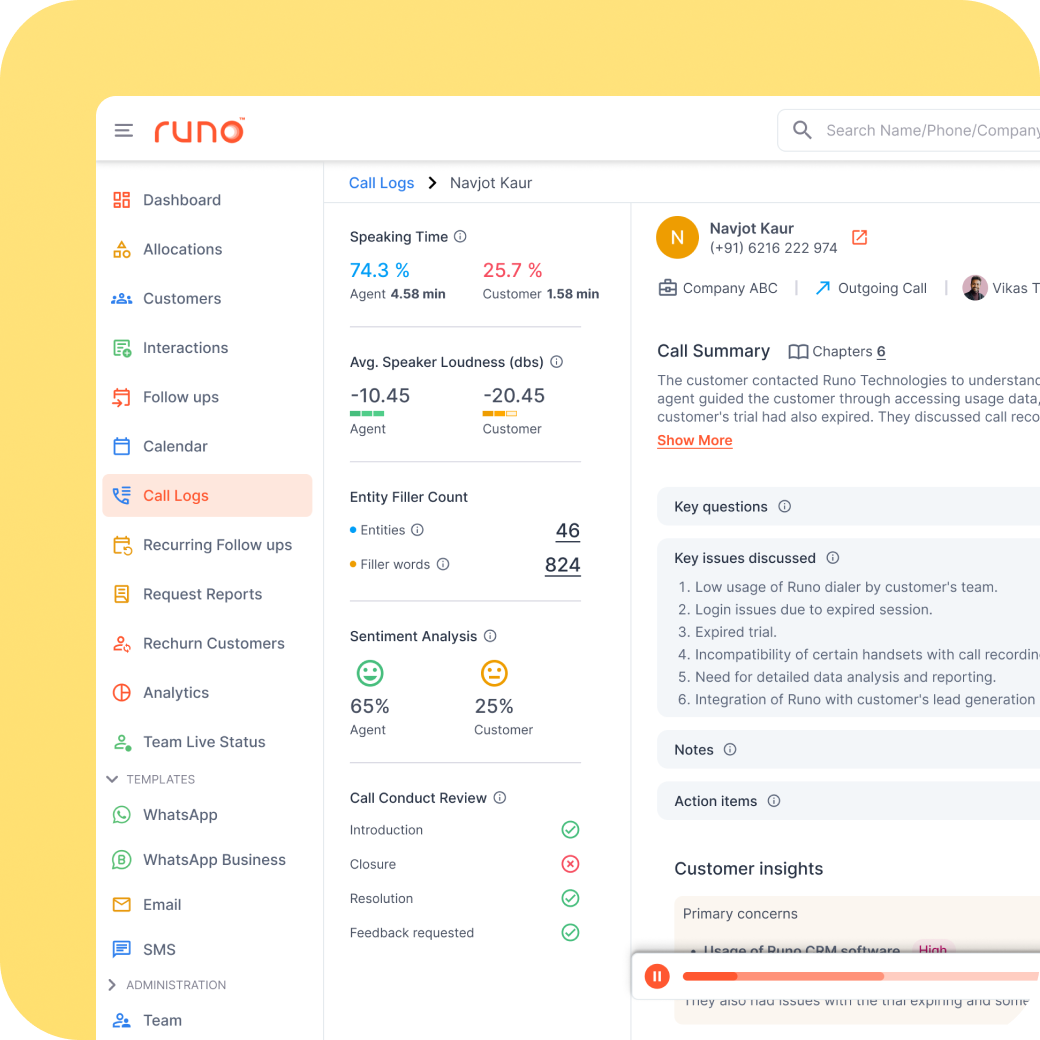 runo™
Search Name/Phone/Company
Dashboard
Allocations
Customers
Interactions
Follow ups
Calendar
Call Logs
Recurring Follow ups
Request Reports
Rechurn Customers
Analytics
Team Live Status
TEMPLATES
WhatsApp
WhatsApp Business
Email
SMS
ADMINISTRATION
Team
Call Logs > Navjot Kaur
Speaking Time
74.3 % 25.7 %
Agent 4.58 min Customer 1.58 min
Avg. Speaker Loudness (dbs)
-10.45 -20.45
Agent Customer
Entity Filler Count
Entities 46
Filler words 824
Sentiment Analysis
65% 25%
Agent Customer
Call Conduct Review
Introduction
Closure
Resolution
Feedback requested
N
Navjot Kaur
(+91) 6216 222 974
Company ABC | Outgoing Call | Vikas T
Call Summary Chapters 6
The customer contacted Runo Technologies to understand
agent guided the customer through accessing usage data,
customer's trial had also expired. They discussed call reco
Show More
Key questions
Key issues discussed
1. Low usage of Runo dialer by customer's team.
2. Login issues due to expired session.
3. Expired trial.
4. Incompatibility of certain handsets with call recordin
5. Need for detailed data analysis and reporting.
6. Integration of Runo with customer's lead generation
Notes
Action items
Customer insights
Primary concerns
• Usage of Runo CRM software High
They also had issues with the trial expiring and some